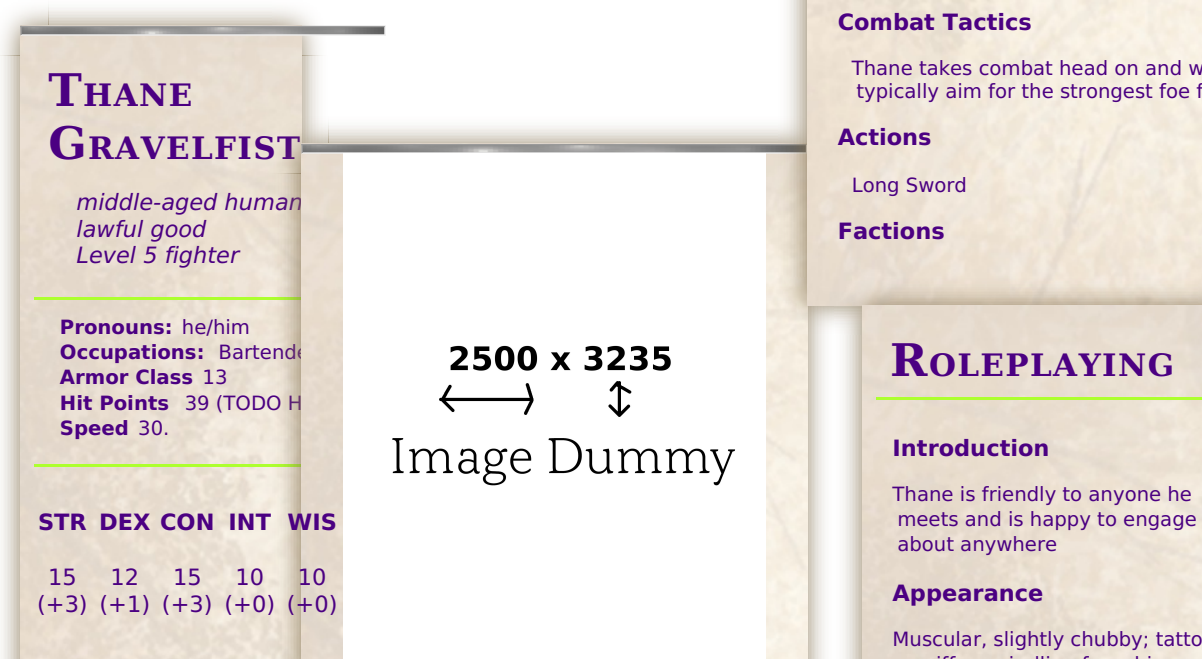 Thane
Gravelfist
middle-aged human
lawful good
Level 5 fighter
Pronouns: he/him
Occupations: Bartende
Armor Class 13
Hit Points 39 (TODO H
Speed 30.
STR DEX CON INT WIS
15 12 15 10 10
(+3) (+1) (+3) (+0) (+0)
2500 x 3235
Image Dummy
Combat Tactics
Thane takes combat head on and w
typically aim for the strongest foe f
Actions
Long Sword
Factions
Roleplaying
Introduction
Thane is friendly to anyone he
meets and is happy to engage
about anywhere
Appearance
Muscular, slightly chubby; tatto